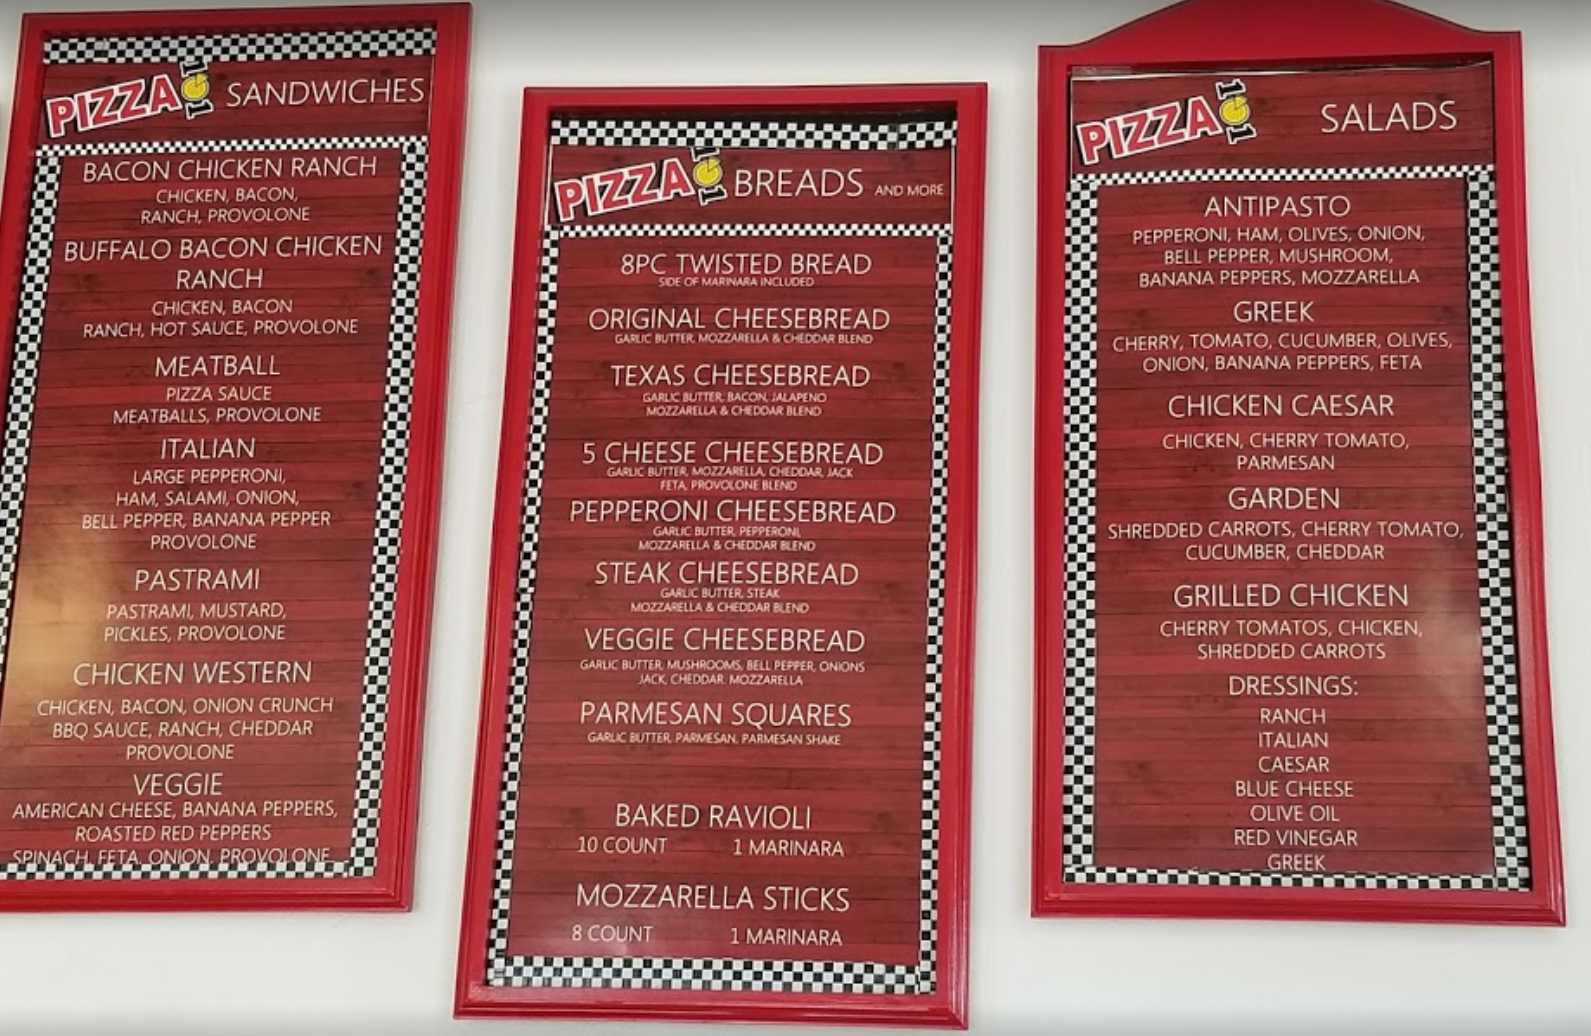 PIZZA 101 SANDWICHES
BACON CHICKEN RANCH
CHICKEN, BACON,
RANCH, PROVOLONE
BUFFALO BACON CHICKEN
RANCH
CHICKEN, BACON
RANCH, HOT SAUCE, PROVOLONE
MEATBALL
PIZZA SAUCE
MEATBALLS, PROVOLONE
ITALIAN
LARGE PEPPERONI,
HAM, SALAMI, ONION,
BELL PEPPER, BANANA PEPPER
PROVOLONE
PASTRAMI
PASTRAMI, MUSTARD,
PICKLES, PROVOLONE
CHICKEN WESTERN
CHICKEN, BACON, ONION CRUNCH
BBQ SAUCE, RANCH, CHEDDAR
PROVOLONE
VEGGIE
AMERICAN CHEESE, BANANA PEPPERS,
ROASTED RED PEPPERS
SPINACH, FETA, ONION, PROVOLONE
PIZZA 101 BREADS AND MORE
8PC TWISTED BREAD
SIDE OF MARINARA INCLUDED
ORIGINAL CHEESEBREAD
GARLIC BUTTER, MOZZARELLA & CHEDDAR BLEND
TEXAS CHEESEBREAD
GARLIC BUTTER, BACON, JALAPENO
MOZZARELLA & CHEDDAR BLEND
5 CHEESE CHEESEBREAD
GARLIC BUTTER, MOZZARELLA, CHEDDAR, JACK
FETA, PROVOLONE BLEND
PEPPERONI CHEESEBREAD
GARLIC BUTTER, PEPPERONI,
MOZZARELLA & CHEDDAR BLEND
STEAK CHEESEBREAD
GARLIC BUTTER, STEAK
MOZZARELLA & CHEDDAR BLEND
VEGGIE CHEESEBREAD
GARLIC BUTTER, MUSHROOMS, BELL PEPPER, ONIONS
JACK, CHEDDAR, MOZZARELLA
PARMESAN SQUARES
GARLIC BUTTER, PARMESAN, PARMESAN SHAKE
BAKED RAVIOLI
10 COUNT 1 MARINARA
MOZZARELLA STICKS
8 COUNT 1 MARINARA
PIZZA 101 SALADS
ANTIPASTO
PEPPERONI, HAM, OLIVES, ONION,
BELL PEPPER, MUSHROOM,
BANANA PEPPERS, MOZZARELLA
GREEK
CHERRY, TOMATO, CUCUMBER, OLIVES,
ONION, BANANA PEPPERS, FETA
CHICKEN CAESAR
CHICKEN, CHERRY TOMATO,
PARMESAN
GARDEN
SHREDDED CARROTS, CHERRY TOMATO,
CUCUMBER, CHEDDAR
GRILLED CHICKEN
CHERRY TOMATOS, CHICKEN,
SHREDDED CARROTS
DRESSINGS:
RANCH
ITALIAN
CAESAR
BLUE CHEESE
OLIVE OIL
RED VINEGAR
GREEK